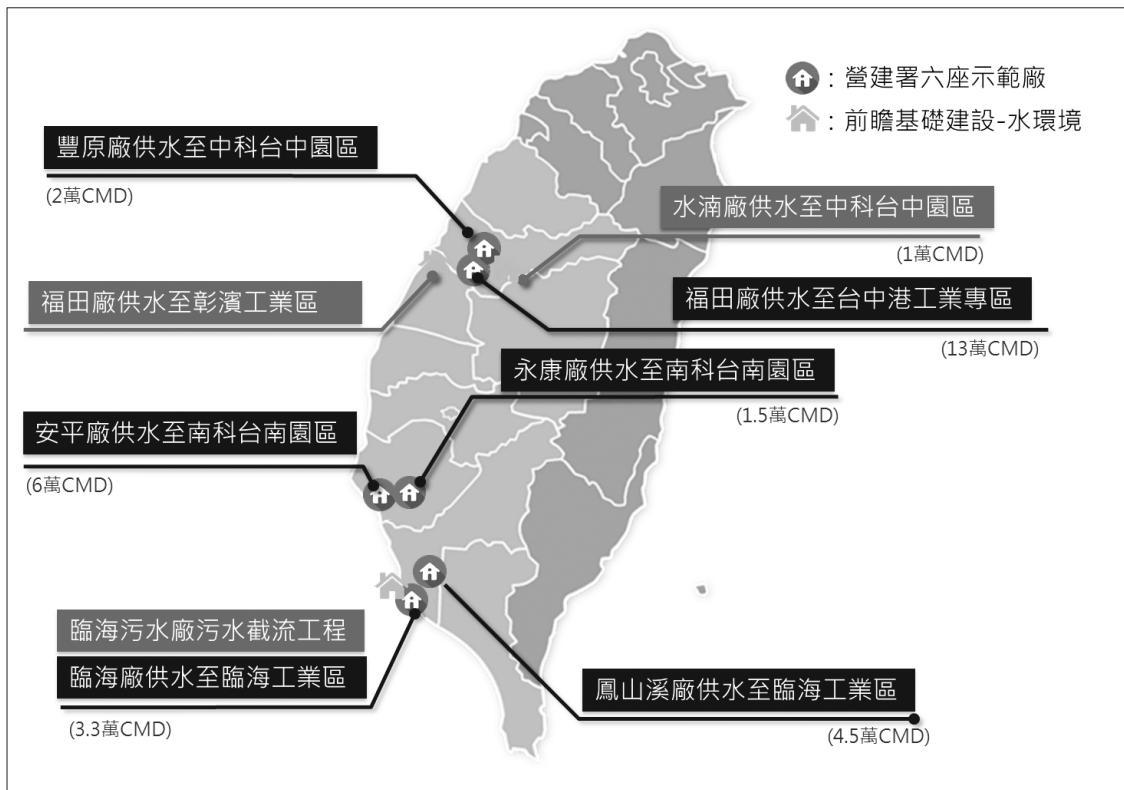 ：營建署六座示範廠
：前瞻基礎建設-水環境
豐原廠供水至中科台中園區
(2萬CMD)
水湳廠供水至中科台中園區
(1萬CMD)
福田廠供水至彰濱工業區
福田廠供水至台中港工業專區
(13萬CMD)
永康廠供水至南科台南園區
(1.5萬CMD)
安平廠供水至南科台南園區
(6萬CMD)
臨海污水廠污水截流工程
臨海廠供水至臨海工業區
(3.3萬CMD)
鳳山溪廠供水至臨海工業區
(4.5萬CMD)